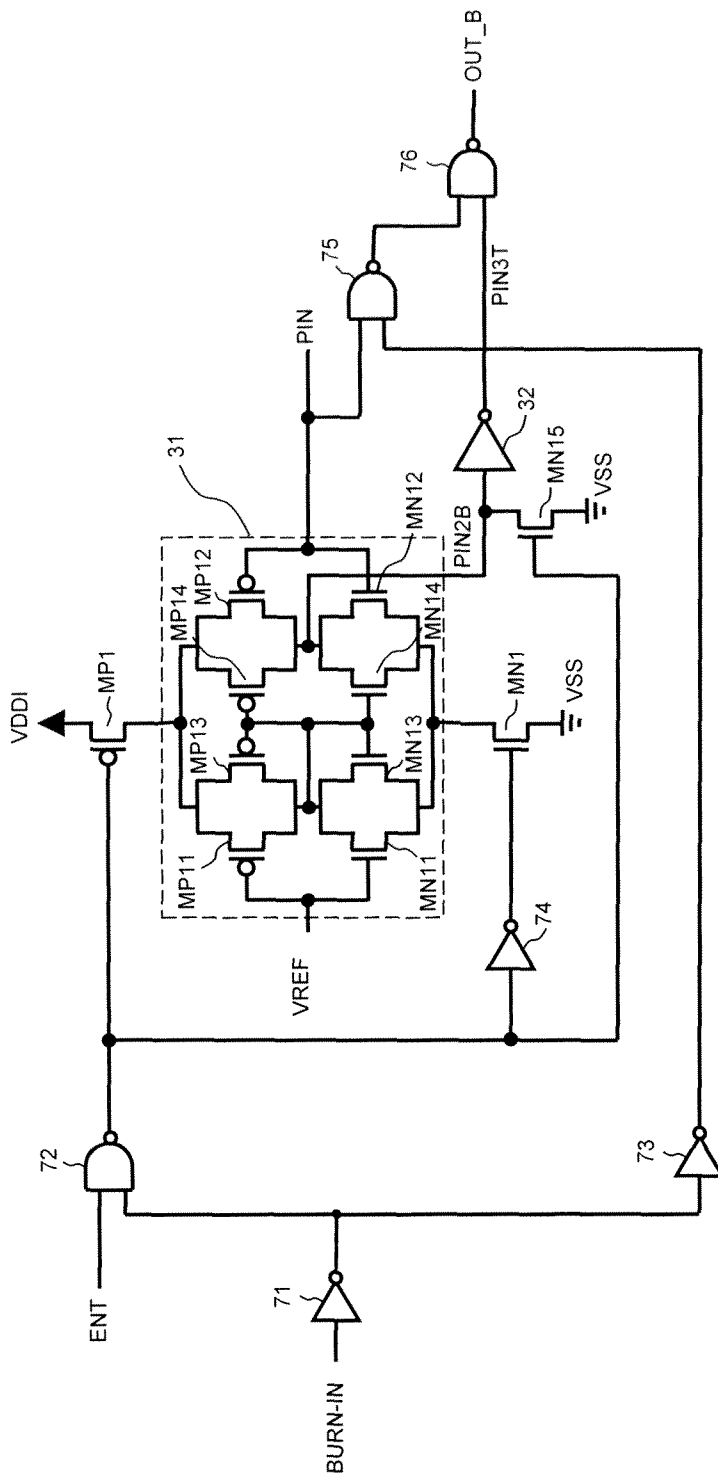 VDDI
MP1
31
MP14
MP12
MP13
MP11
PIN
75
76
OUT_B
VREF
MN12
MN14
MN13
MN11
PIN2B
PIN3T
32
MN15
VSS
MN1
VSS
74
72
ENT
71
BURN-IN
73